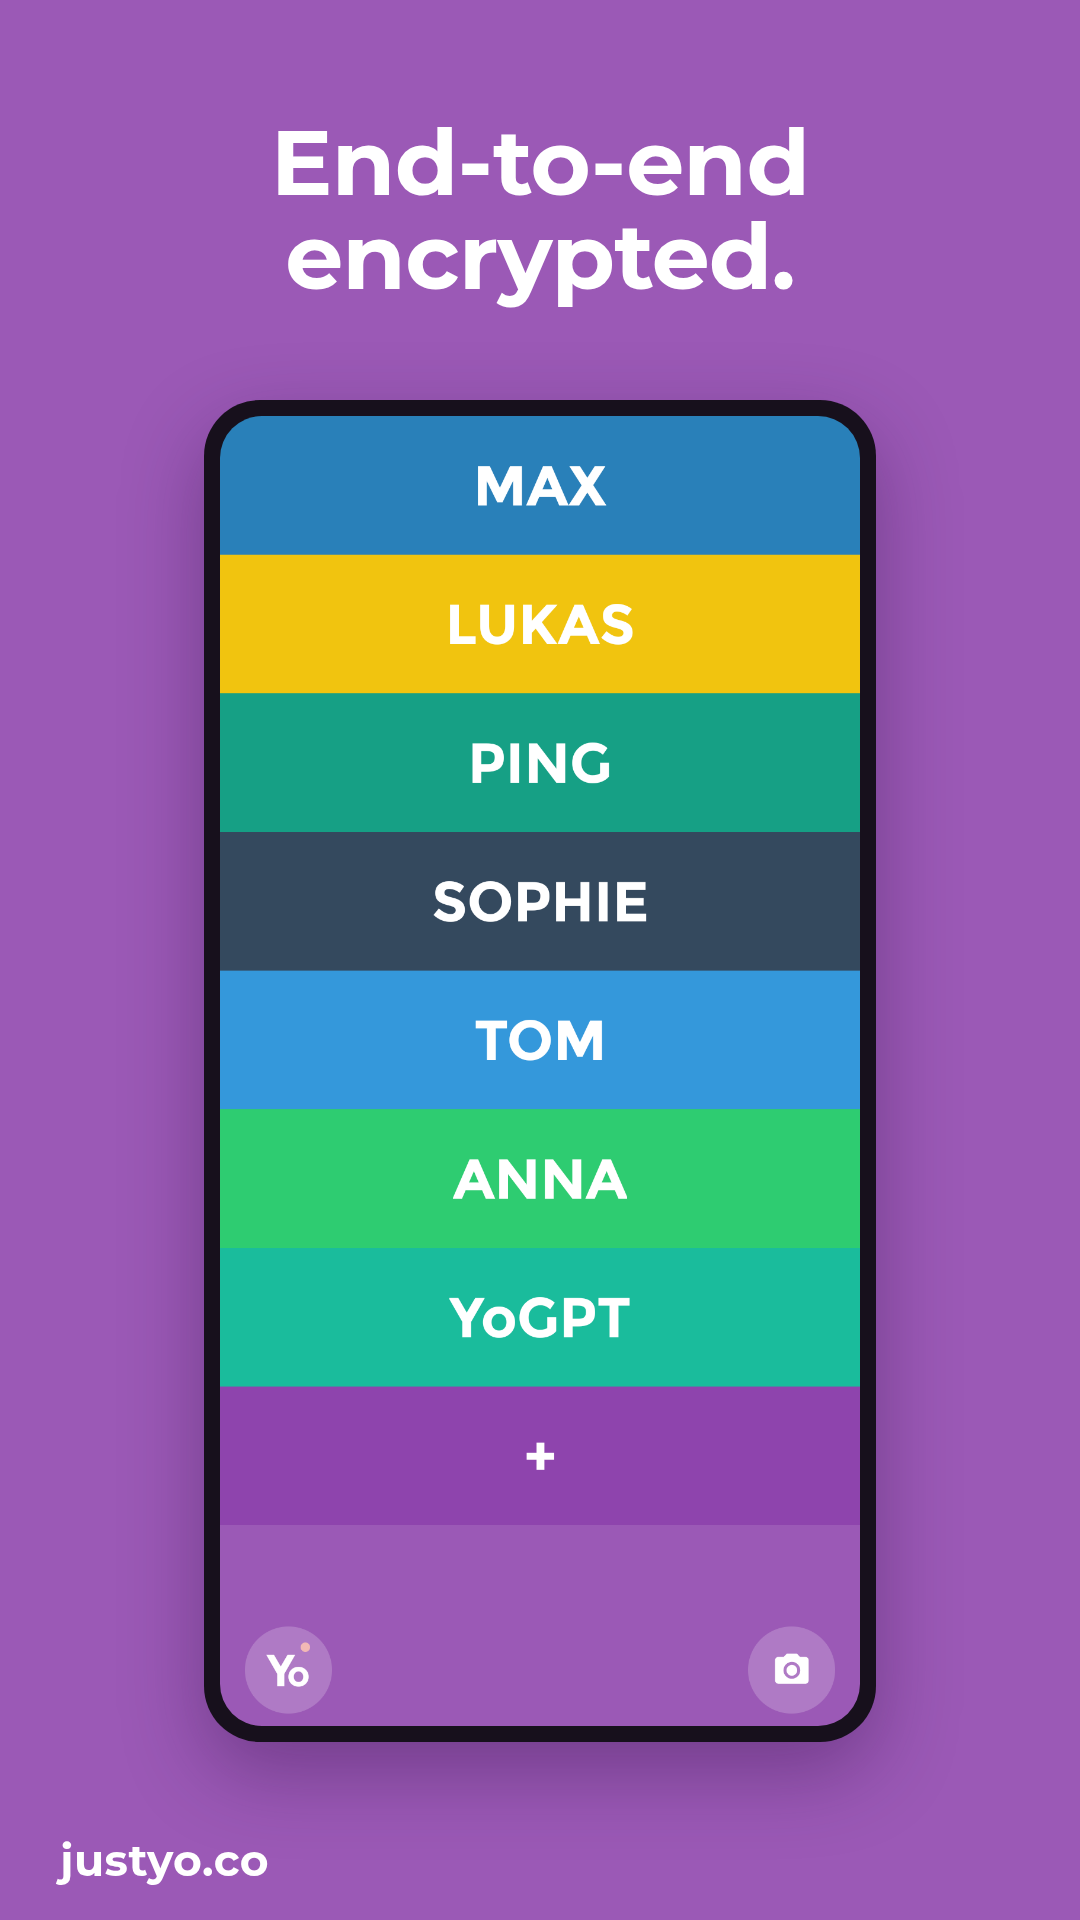 End-to-end
encrypted.
MAX
LUKAS
PING
SOPHIE
TOM
ANNA
YoGPT
+
Yo
justyo.co